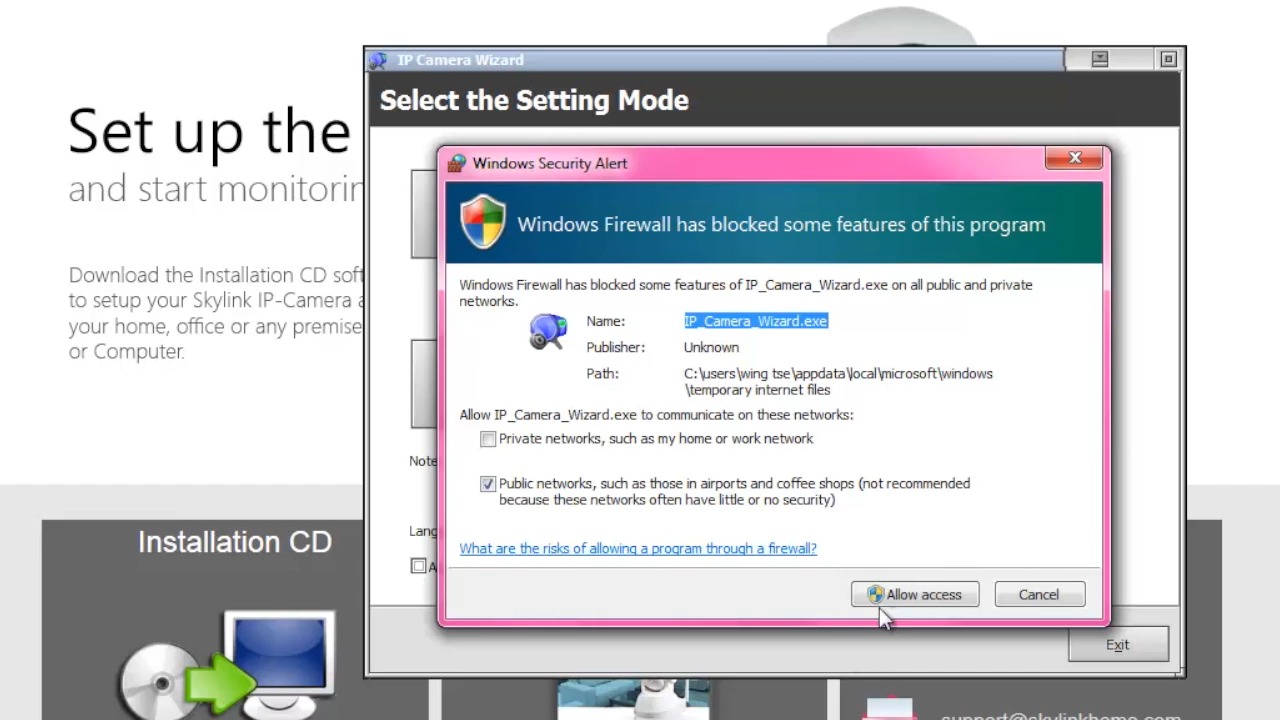 Set up the
and start monitorin
Download the Installation CD soft
to setup your Skylink IP-Camera a
your home, office or any premise
or Computer.
IP Camera Wizard
Select the Setting Mode
Windows Security Alert
Windows Firewall has blocked some features of this program
Windows Firewall has blocked some features of IP_Camera_Wizard.exe on all public and private
networks.
Name: IP_Camera_Wizard.exe
Publisher: Unknown
Path: C:\users\wing tse\appdata\local\microsoft\windows
\temporary internet files
Allow IP_Camera_Wizard.exe to communicate on these networks:
Private networks, such as my home or work network
Public networks, such as those in airports and coffee shops (not recommended
because these networks often have little or no security)
What are the risks of allowing a program through a firewall?
Allow access
Cancel
Note
Lang
A
Exit
Installation CD
support@skylinkhome.com